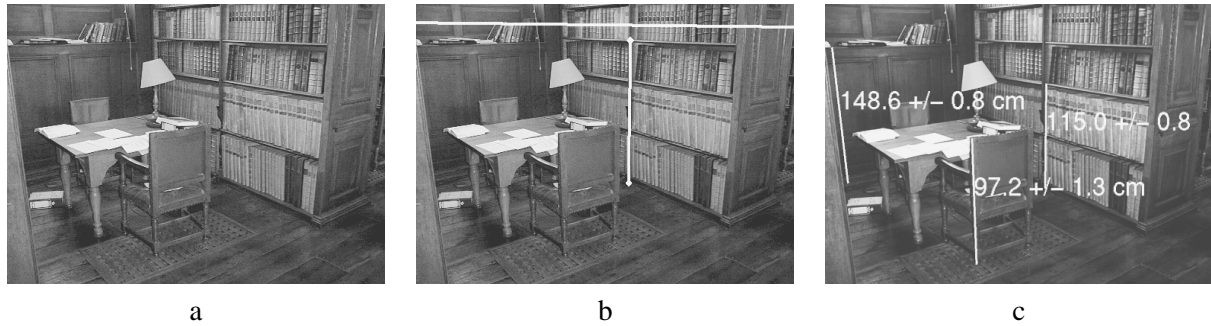 148.6 +/− 0.8 cm
115.0 +/− 0.8
97.2 +/− 1.3 cm
a
b
c